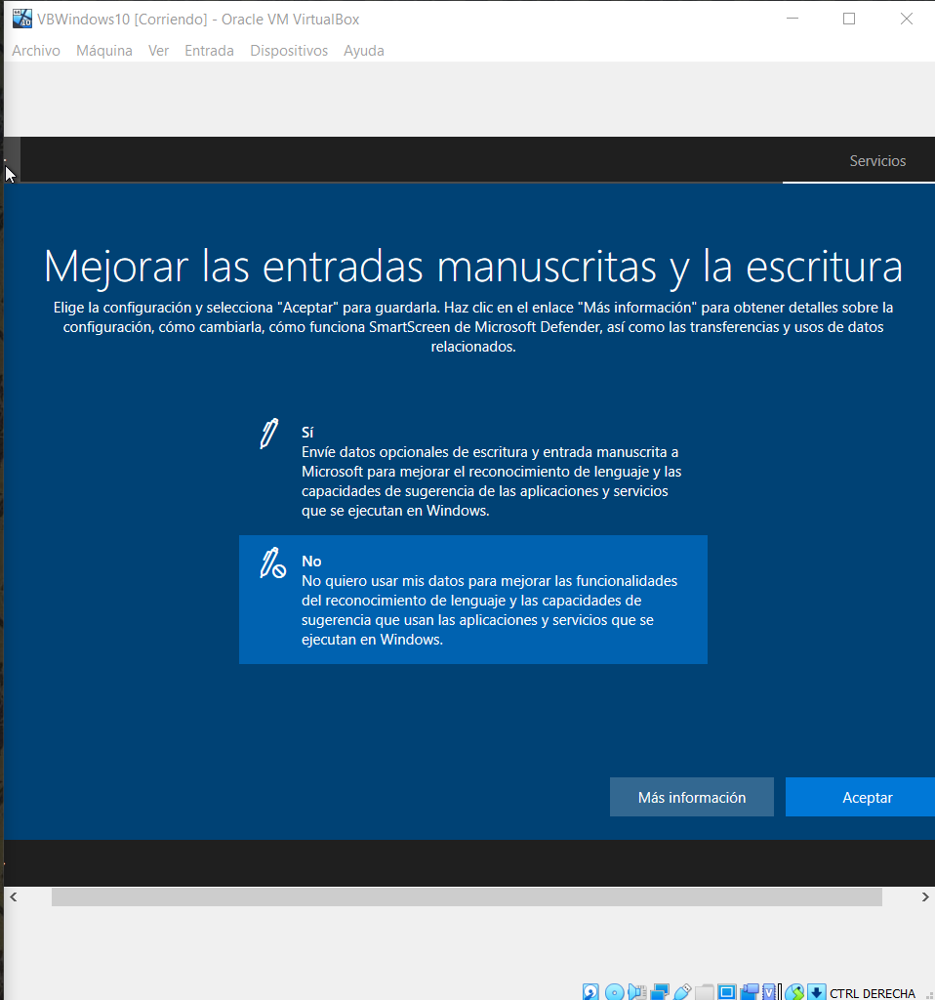 VBWindows10 [Corriendo] - Oracle VM VirtualBox
Archivo Máquina Ver Entrada Dispositivos Ayuda
Servicios
Mejorar las entradas manuscritas y la escritura
Elige la configuración y selecciona "Aceptar" para guardarla. Haz clic en el enlace "Más información" para obtener detalles sobre la
configuración, cómo cambiarla, cómo funciona SmartScreen de Microsoft Defender, así como las transferencias y usos de datos
relacionados.
Sí
Envíe datos opcionales de escritura y entrada manuscrita a
Microsoft para mejorar el reconocimiento de lenguaje y las
capacidades de sugerencia de las aplicaciones y servicios
que se ejecutan en Windows.
No
No quiero usar mis datos para mejorar las funcionalidades
del reconocimiento de lenguaje y las capacidades de
sugerencia que usan las aplicaciones y servicios que se
ejecutan en Windows.
Más información Aceptar
CTRL DERECHA